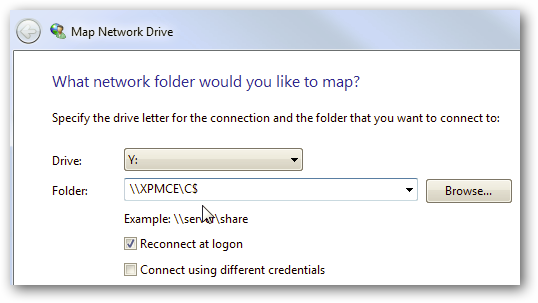 Map Network Drive
What network folder would you like to map?
Specify the drive letter for the connection and the folder that you want to connect to:
Drive: Y:
Folder: \\XPMCE\C$ Browse...
Example: \\server\share
Reconnect at logon
Connect using different credentials